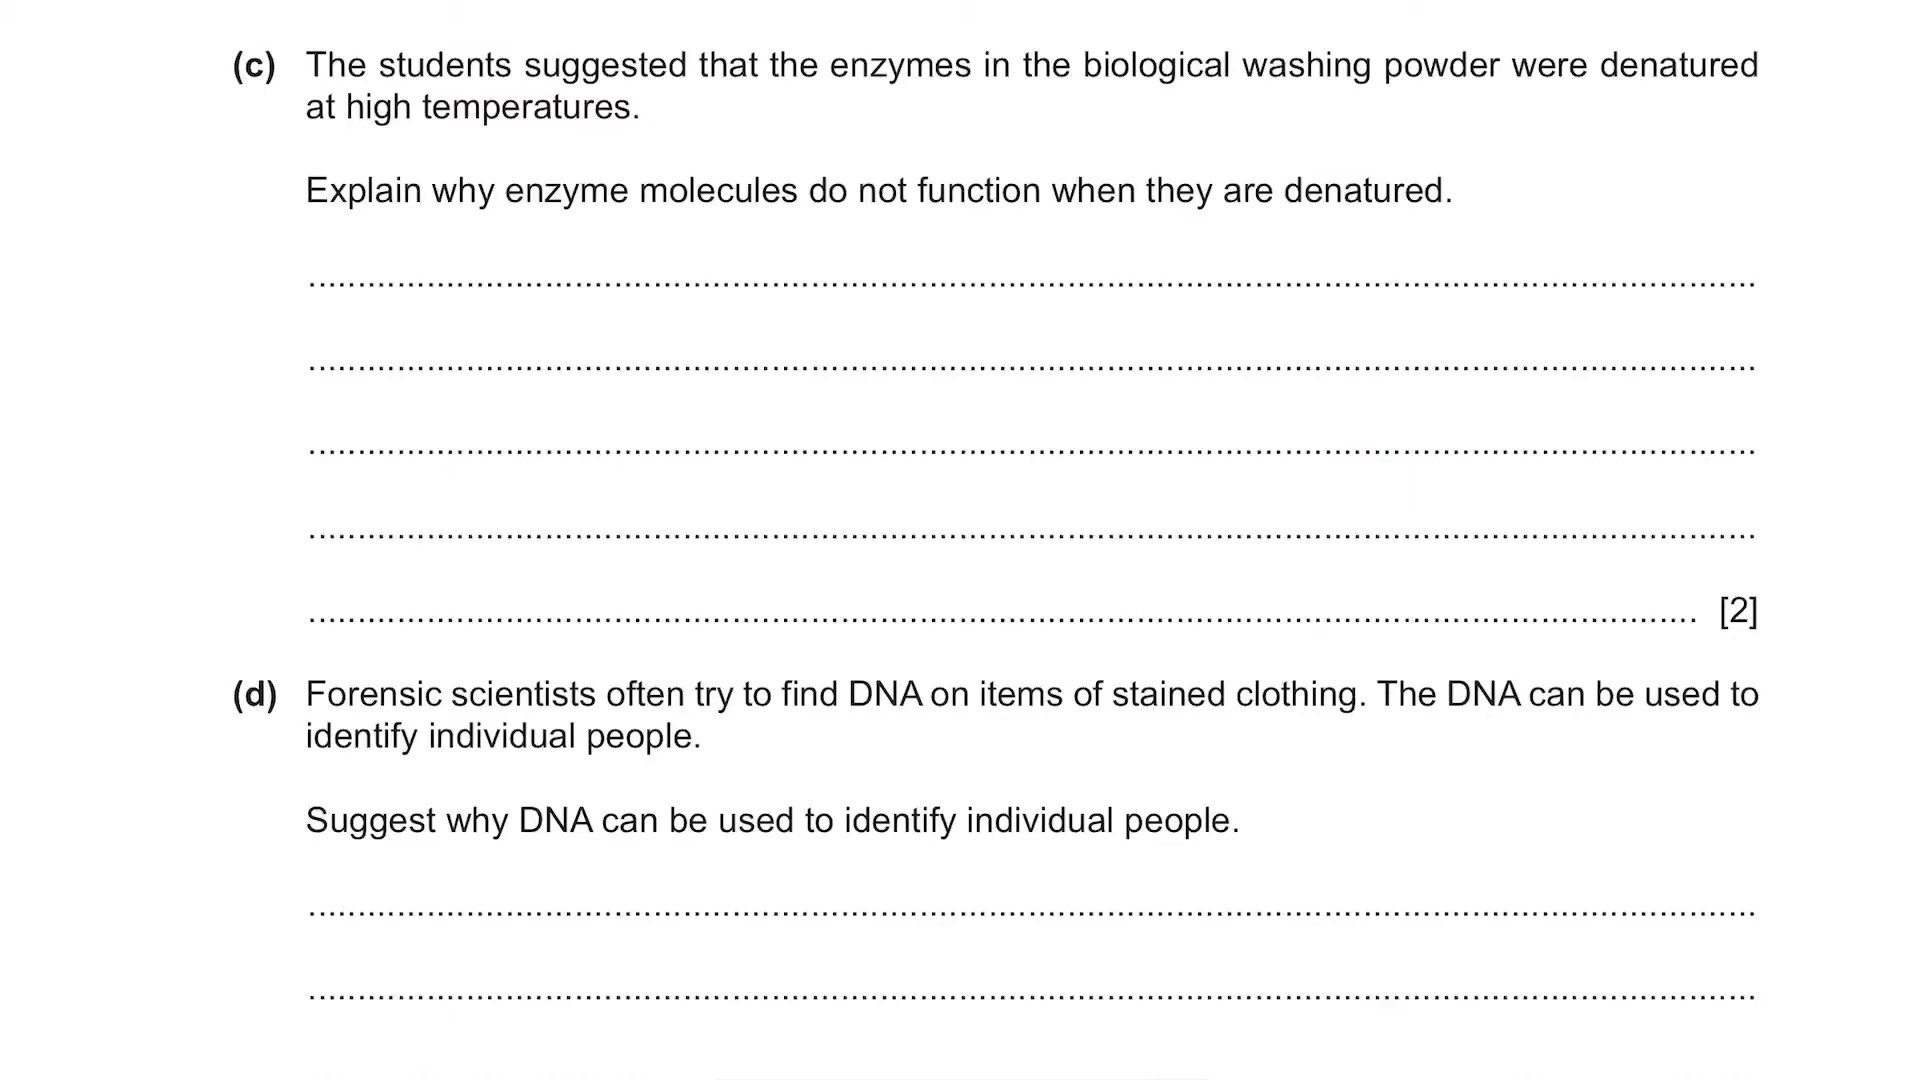 (c) The students suggested that the enzymes in the biological washing powder were denatured
at high temperatures.
Explain why enzyme molecules do not function when they are denatured.
..........................................................................................
..........................................................................................
..........................................................................................
..........................................................................................
.......................................................................................... [2]
(d) Forensic scientists often try to find DNA on items of stained clothing. The DNA can be used to
identify individual people.
Suggest why DNA can be used to identify individual people.
..........................................................................................
..........................................................................................